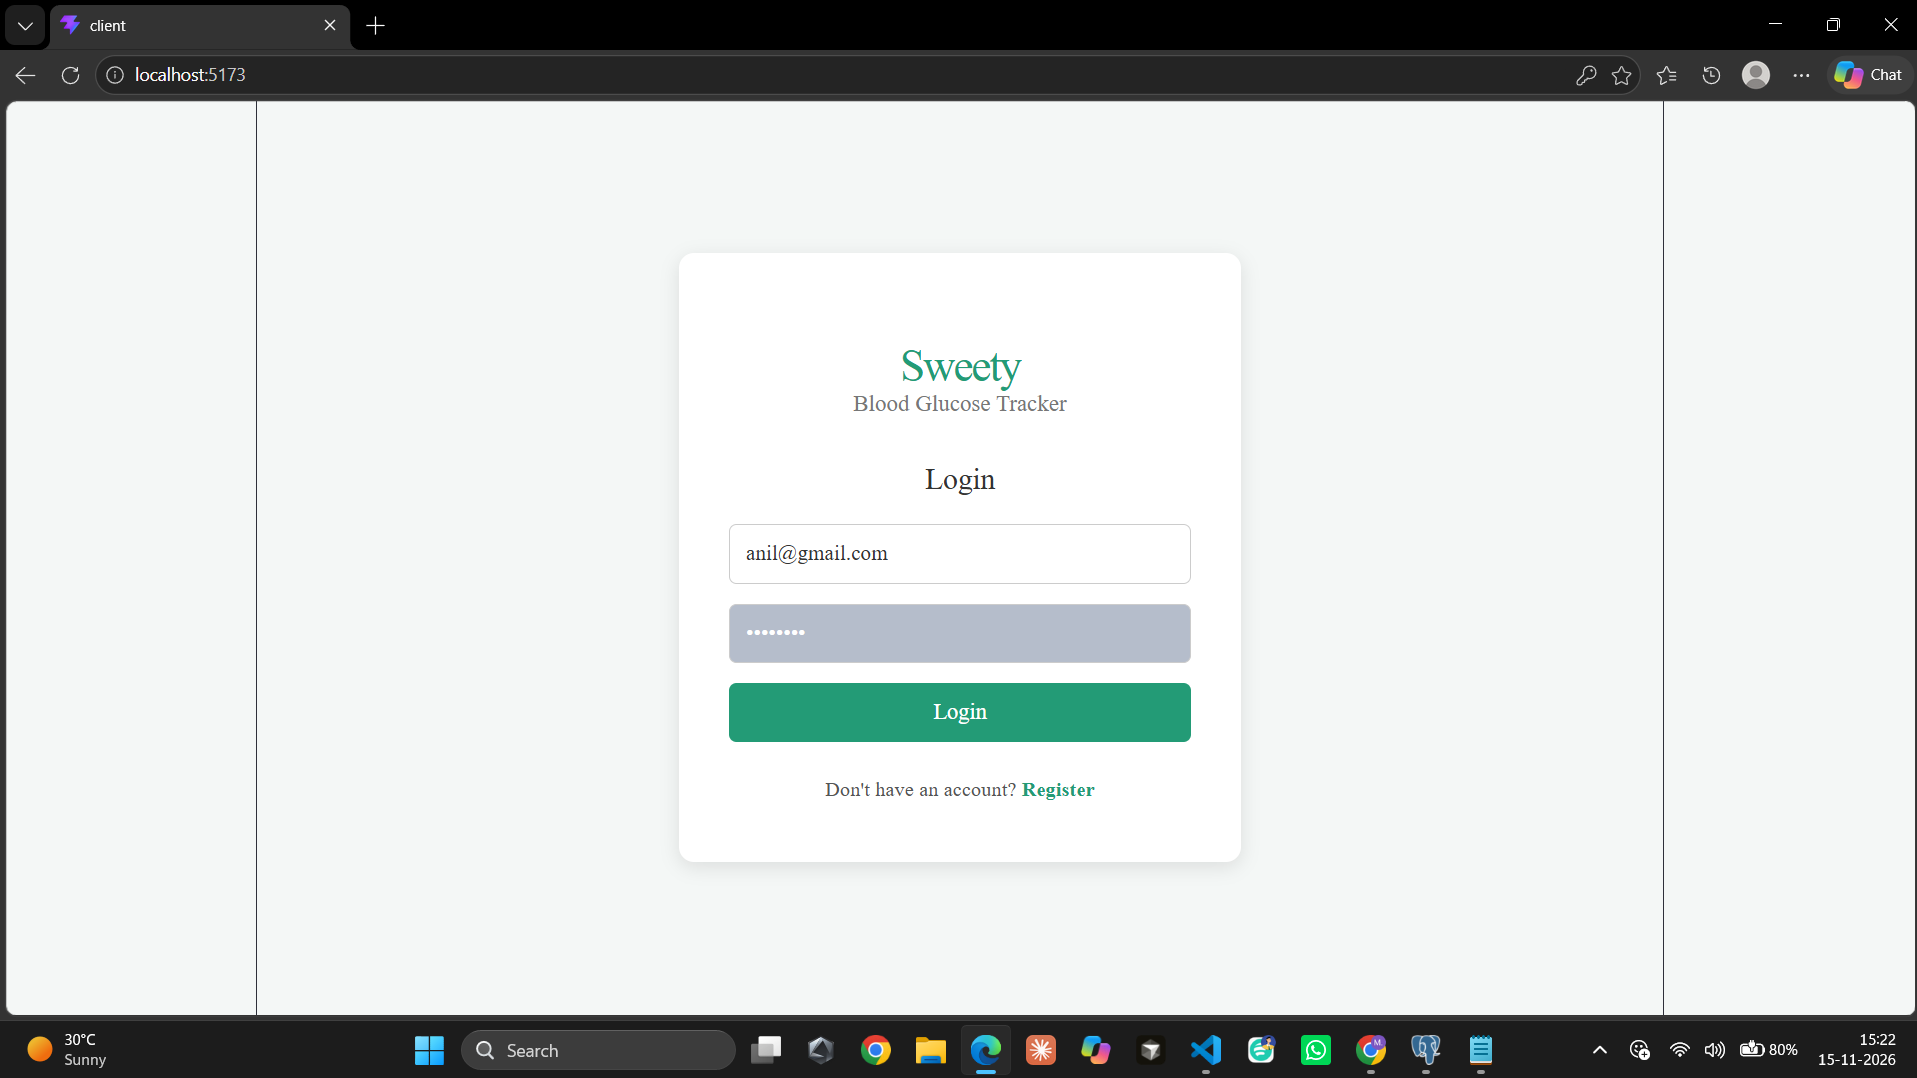 client
localhost:5173
Chat
Sweety
Blood Glucose Tracker
Login
anil@gmail.com
••••••••
Login
Don't have an account? Register
30°C
Sunny
Search
M
80%
15:22
15-11-2026